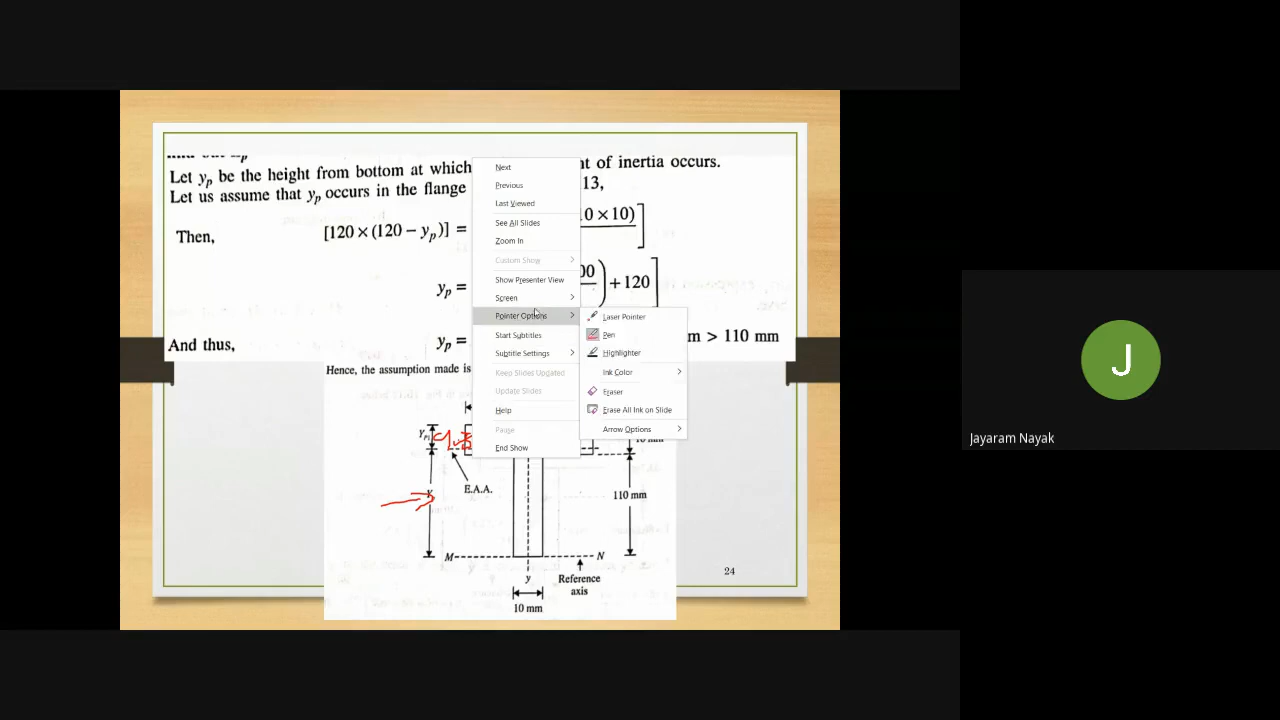 Let yp be the height from bottom at which
nt of inertia occurs.
Let us assume that yp occurs in the flange
13,
Then,
[120 × (120 − yp)] =
0 × 10)
yp =
00
+ 120
And thus,
yp =
m > 110 mm
Hence, the assumption made is
Next
Previous
Last Viewed
See All Slides
Zoom In
Custom Show
Show Presenter View
Screen
Pointer Options
Start Subtitles
Subtitle Settings
Keep Slides Updated
Update Slides
Help
Pause
End Show
Laser Pointer
Pen
Highlighter
Ink Color
Eraser
Erase All Ink on Slide
Arrow Options
10 mm
E.A.A.
110 mm
M
N
y
Reference
axis
10 mm
24
J
Jayaram Nayak